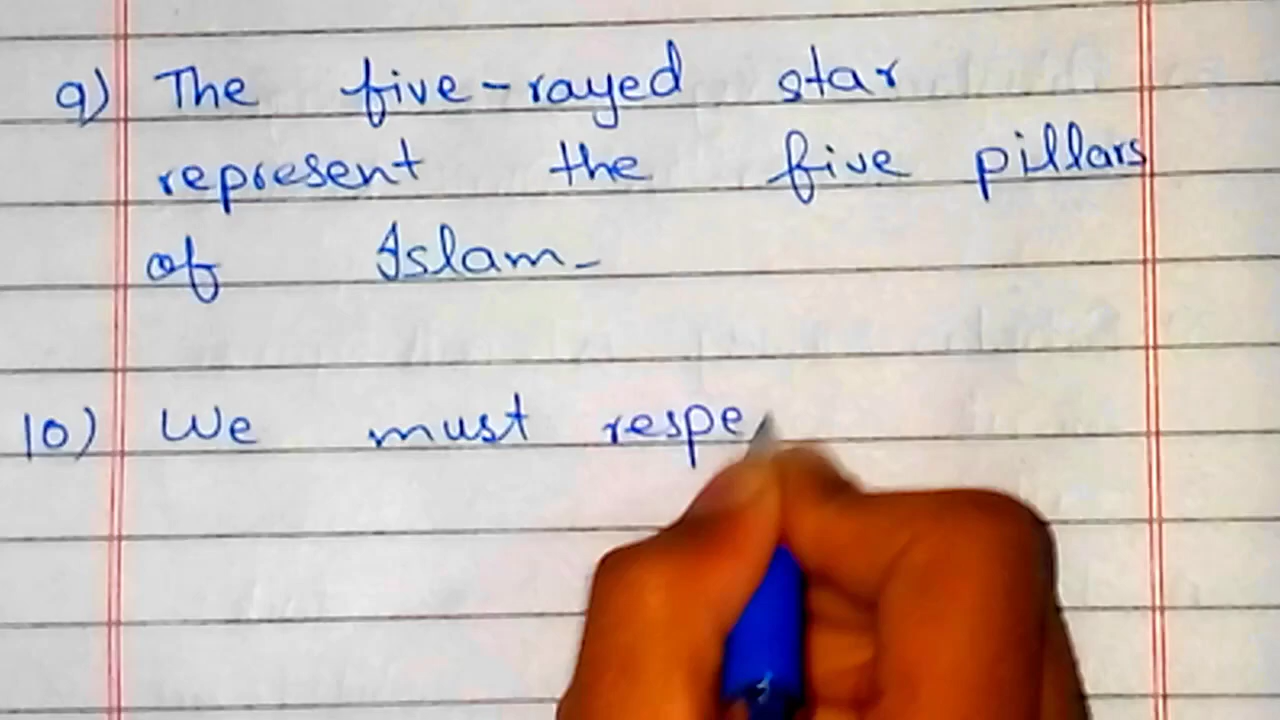 9) The five-rayed star
represent the five pillars
of Islam-
10) We must respe